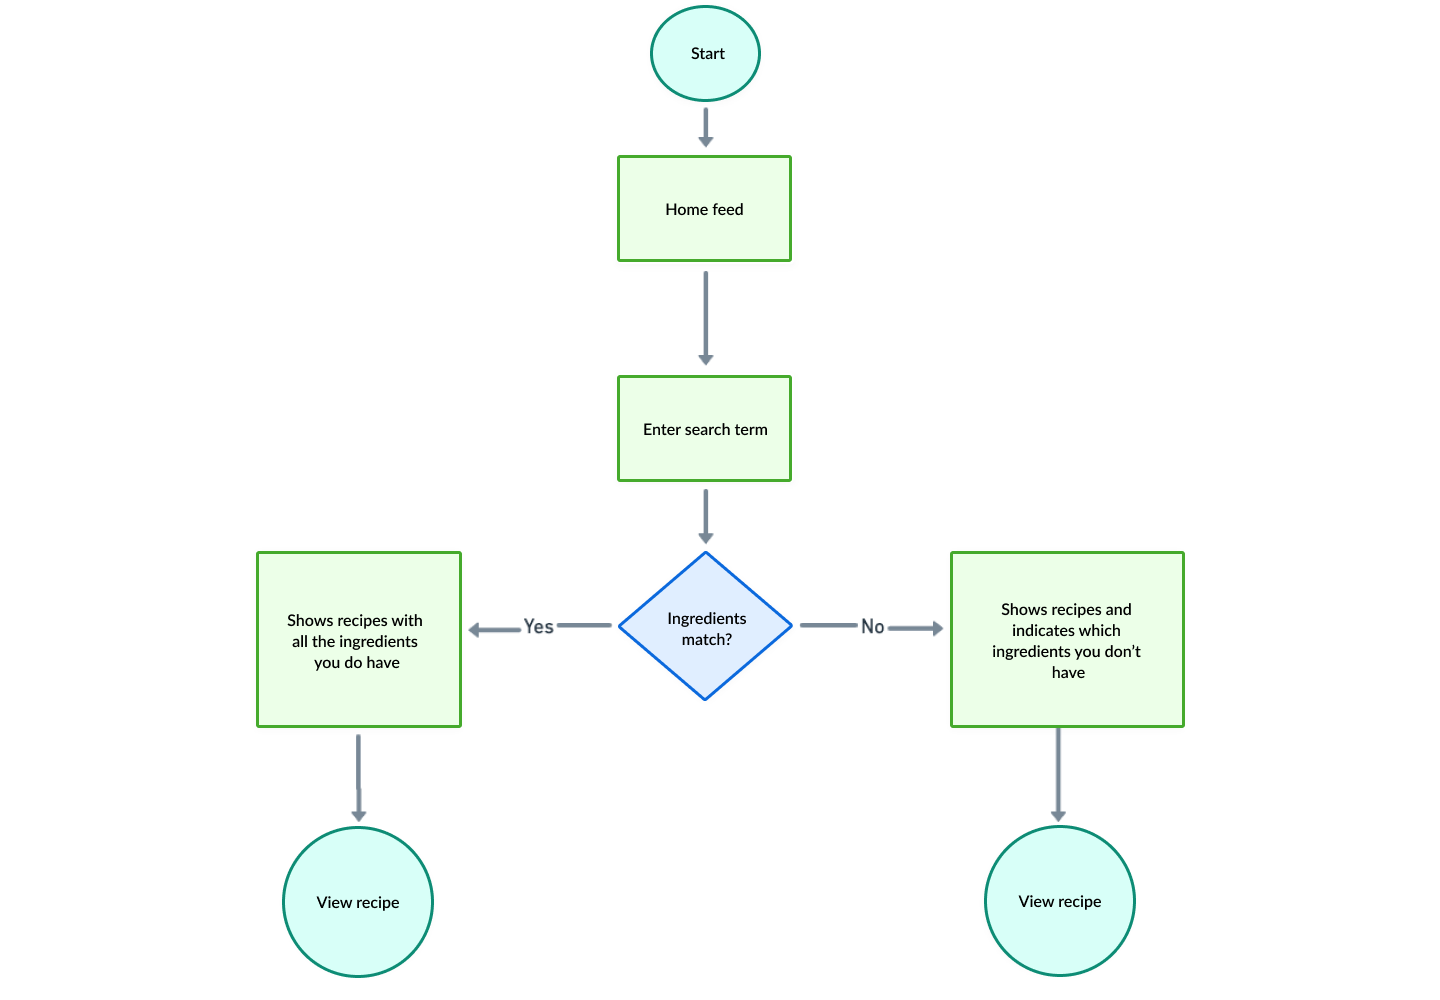 Start
Home feed
Enter search term
Ingredients
match?
Yes
No
Shows recipes with
all the ingredients
you do have
Shows recipes and
indicates which
ingredients you don't
have
View recipe
View recipe